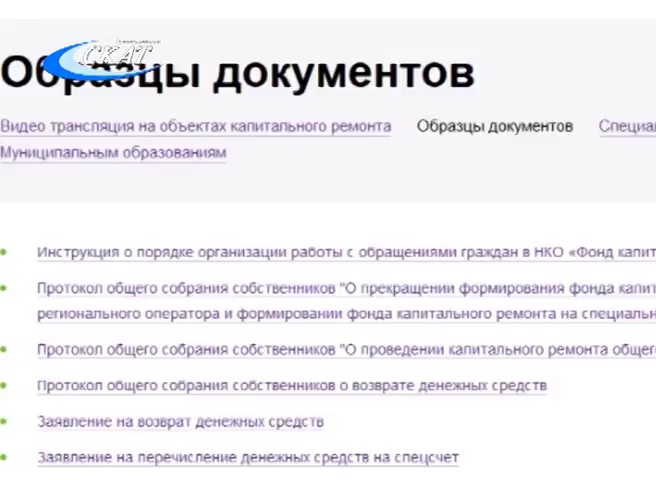 СКАТ
Образцы документов
Видео трансляция на объектах капитального ремонта Образцы документов
Муниципальным образованиям
Инструкция о порядке организации работы с обращениями граждан в НКО «Фонд
Протокол общего собрания собственников "О прекращении формирования фонда
регионального оператора и формировании фонда капитального ремонта на
Протокол общего собрания собственников "О проведении капитального ремонта
Протокол общего собрания собственников о возврате денежных средств
Заявление на возврат денежных средств
Заявление на перечисление денежных средств на спецсчет